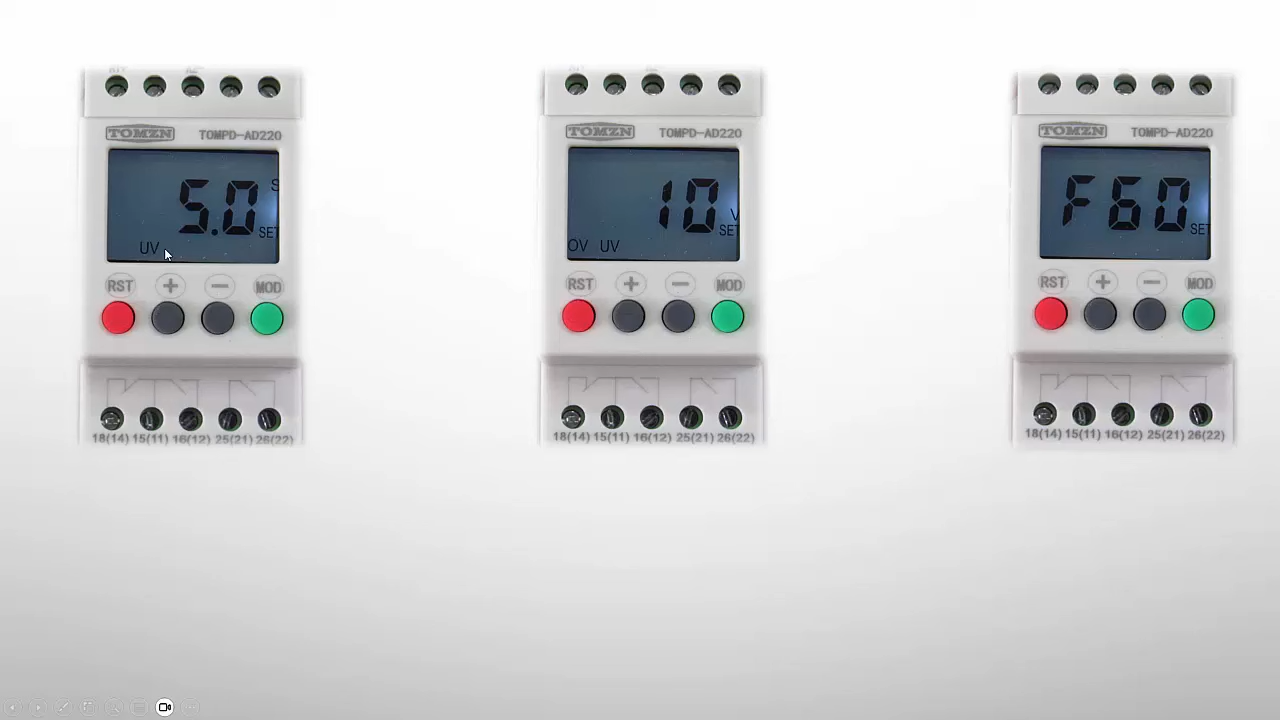 TOMZN TOMPD-AD220
5.0 S
SET
UV
RST + − MOD
18(14) 15(11) 16(12) 25(21) 26(22)
TOMZN TOMPD-AD220
10 V
SET
OV UV
RST + − MOD
18(14) 15(11) 16(12) 25(21) 26(22)
TOMZN TOMPD-AD220
F60
SET
RST + − MOD
18(14) 15(11) 16(12) 25(21) 26(22)